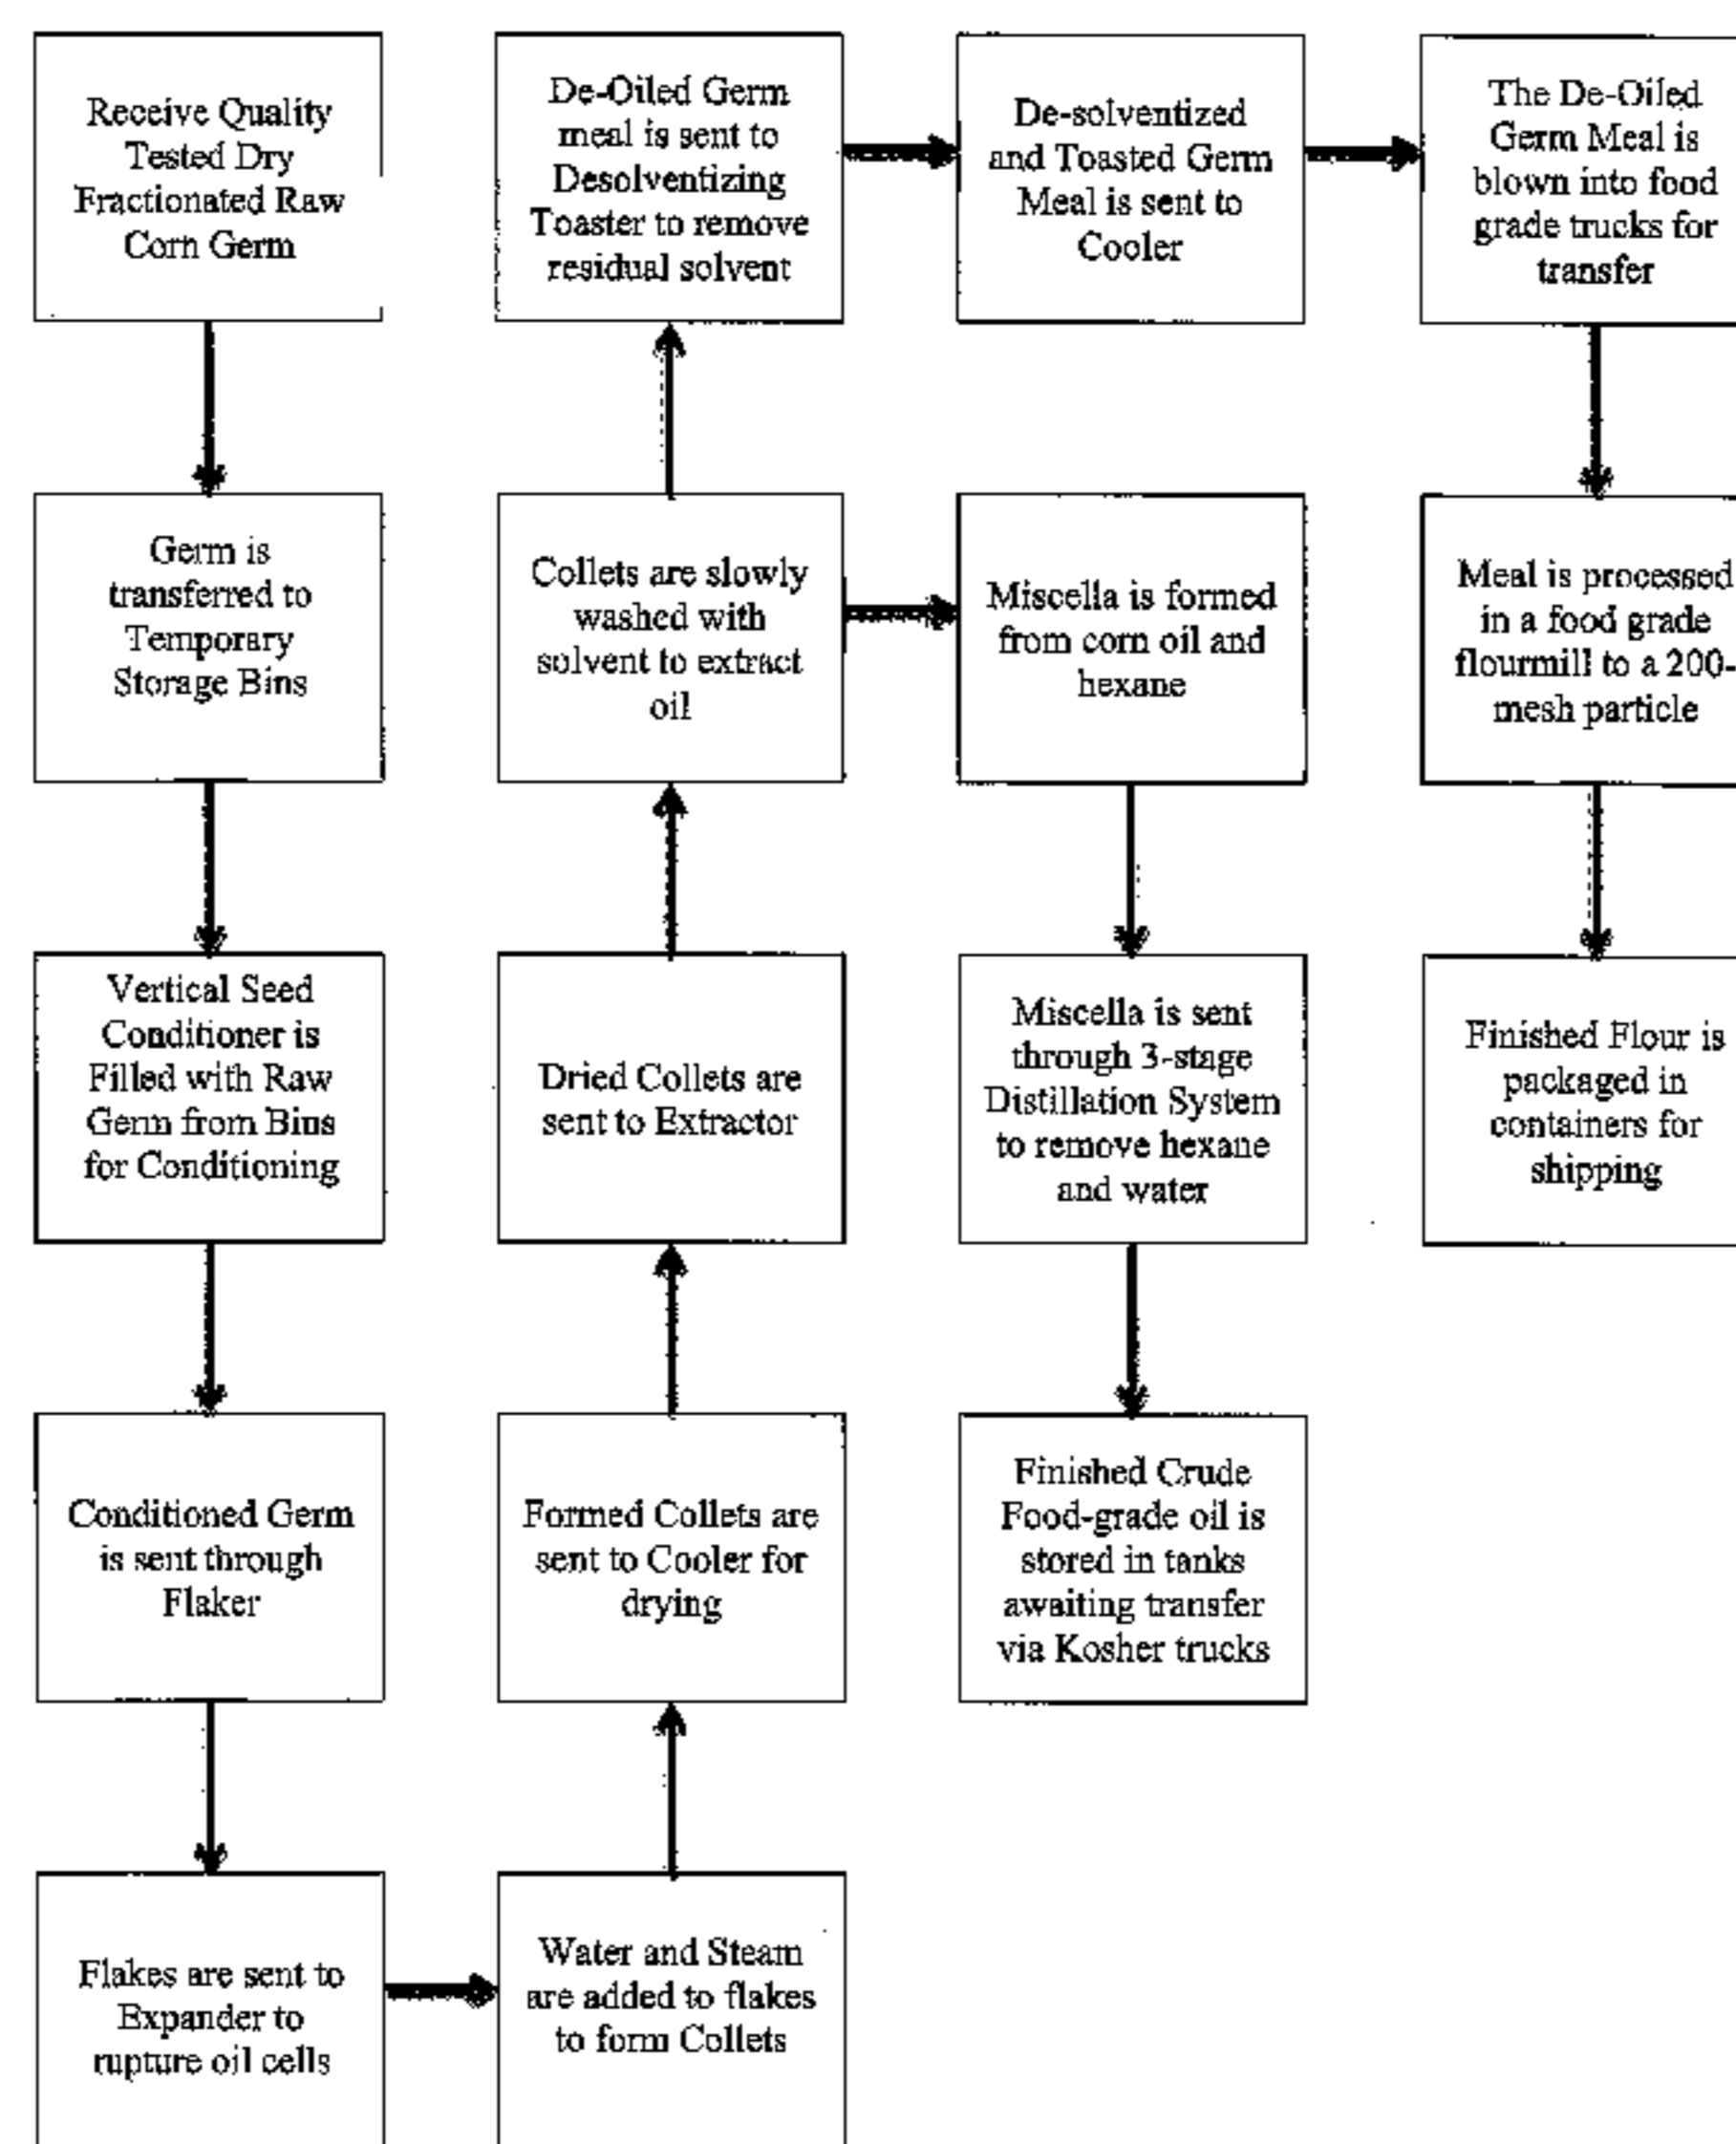 Receive Quality
Tested Dry
Fractionated Raw
Corn Germ
Germ is
transferred to
Temporary
Storage Bins
Vertical Seed
Conditioner is
Filled with Raw
Germ from Bins
for Conditioning
Conditioned Germ
is sent through
Flaker
Flakes are sent to
Expander to
rupture oil cells
Water and Steam
are added to flakes
to form Collets
Formed Collets are
sent to Cooler for
drying
Dried Collets are
sent to Extractor
Collets are slowly
washed with
solvent to extract
oil
De-Oiled Germ
meal is sent to
Desolventizing
Toaster to remove
residual solvent
De-solventized
and Toasted Germ
Meal is sent to
Cooler
The De-Oiled
Germ Meal is
blown into food
grade trucks for
transfer
Meal is processed
in a food grade
flourmill to a 200-
mesh particle
Finished Flour is
packaged in
containers for
shipping
Miscella is formed
from corn oil and
hexane
Miscella is sent
through 3-stage
Distillation System
to remove hexane
and water
Finished Crude
Food-grade oil is
stored in tanks
awaiting transfer
via Kosher trucks